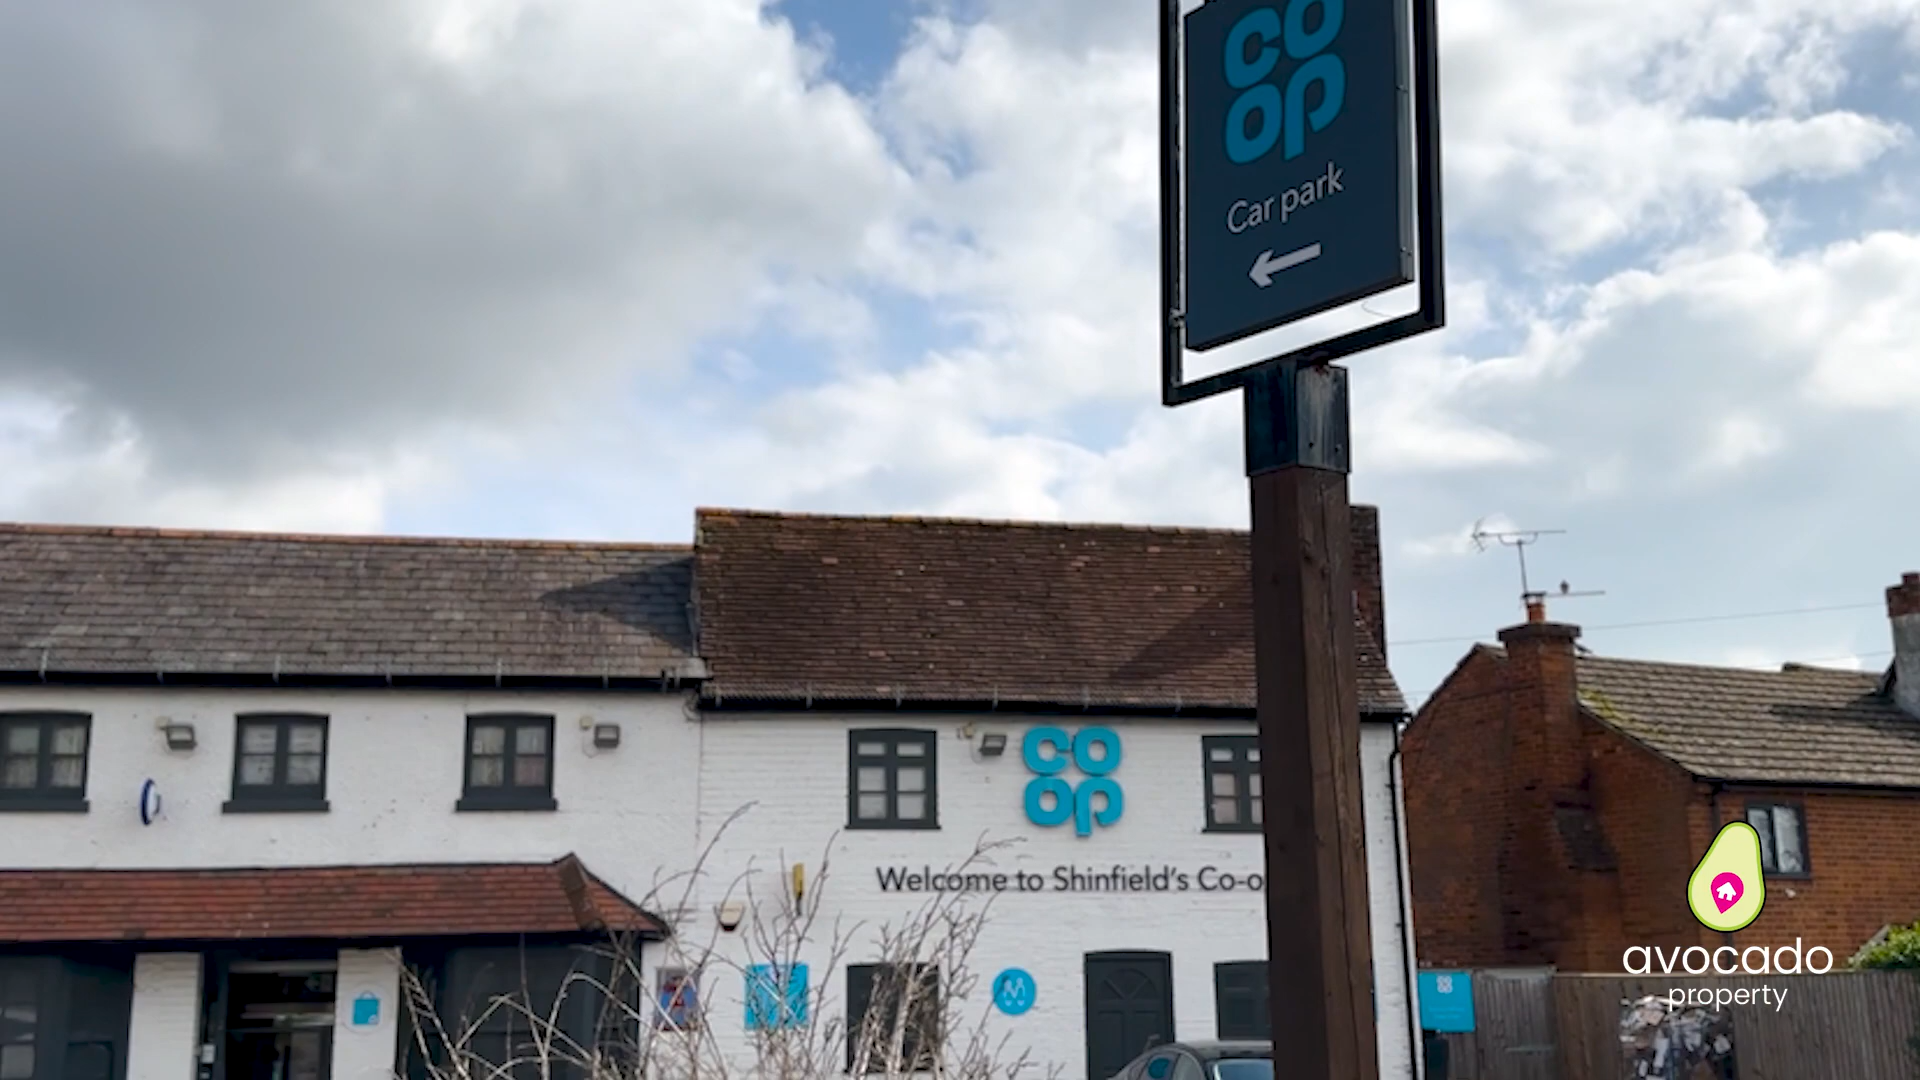 co
op
Car park
co
op
Welcome to Shinfield's Co-o
avocado
property